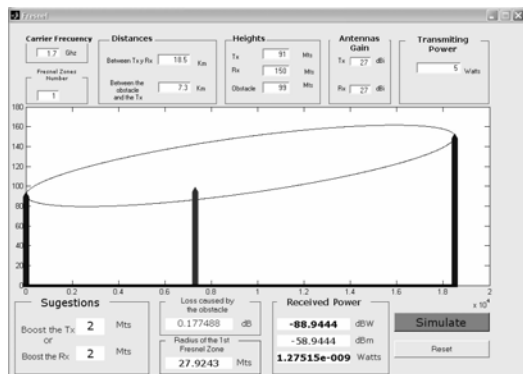 Fresnel
Carrier Frecuency
1.7 Ghz
Fresnel Zones
Number
1
Distances
Between Tx y Rx 18.5 Km
Between the
obstacle
and the Tx
7.3 Km
Heights
Tx 91 Mts
Rx 150 Mts
Obstacle 99 Mts
Antennas
Gain
Tx 27 dBi
Rx 27 dBi
Transmiting
Power
5 Watts
180
160
140
120
100
80
60
40
20
0
0 0.2 0.4 0.6 0.8 1 1.2 1.4 1.6 1.8 2
x 10^4
Sugestions
Boost the Tx 2 Mts
or
Boost the Rx 2 Mts
Loss caused by
the obstacle
0.177488 dB
Radius of the 1st
Fresnel Zone
27.9243 Mts
Received Power
-88.9444 dBW
-58.9444 dBm
1.27515e-009 Watts
Simulate
Reset